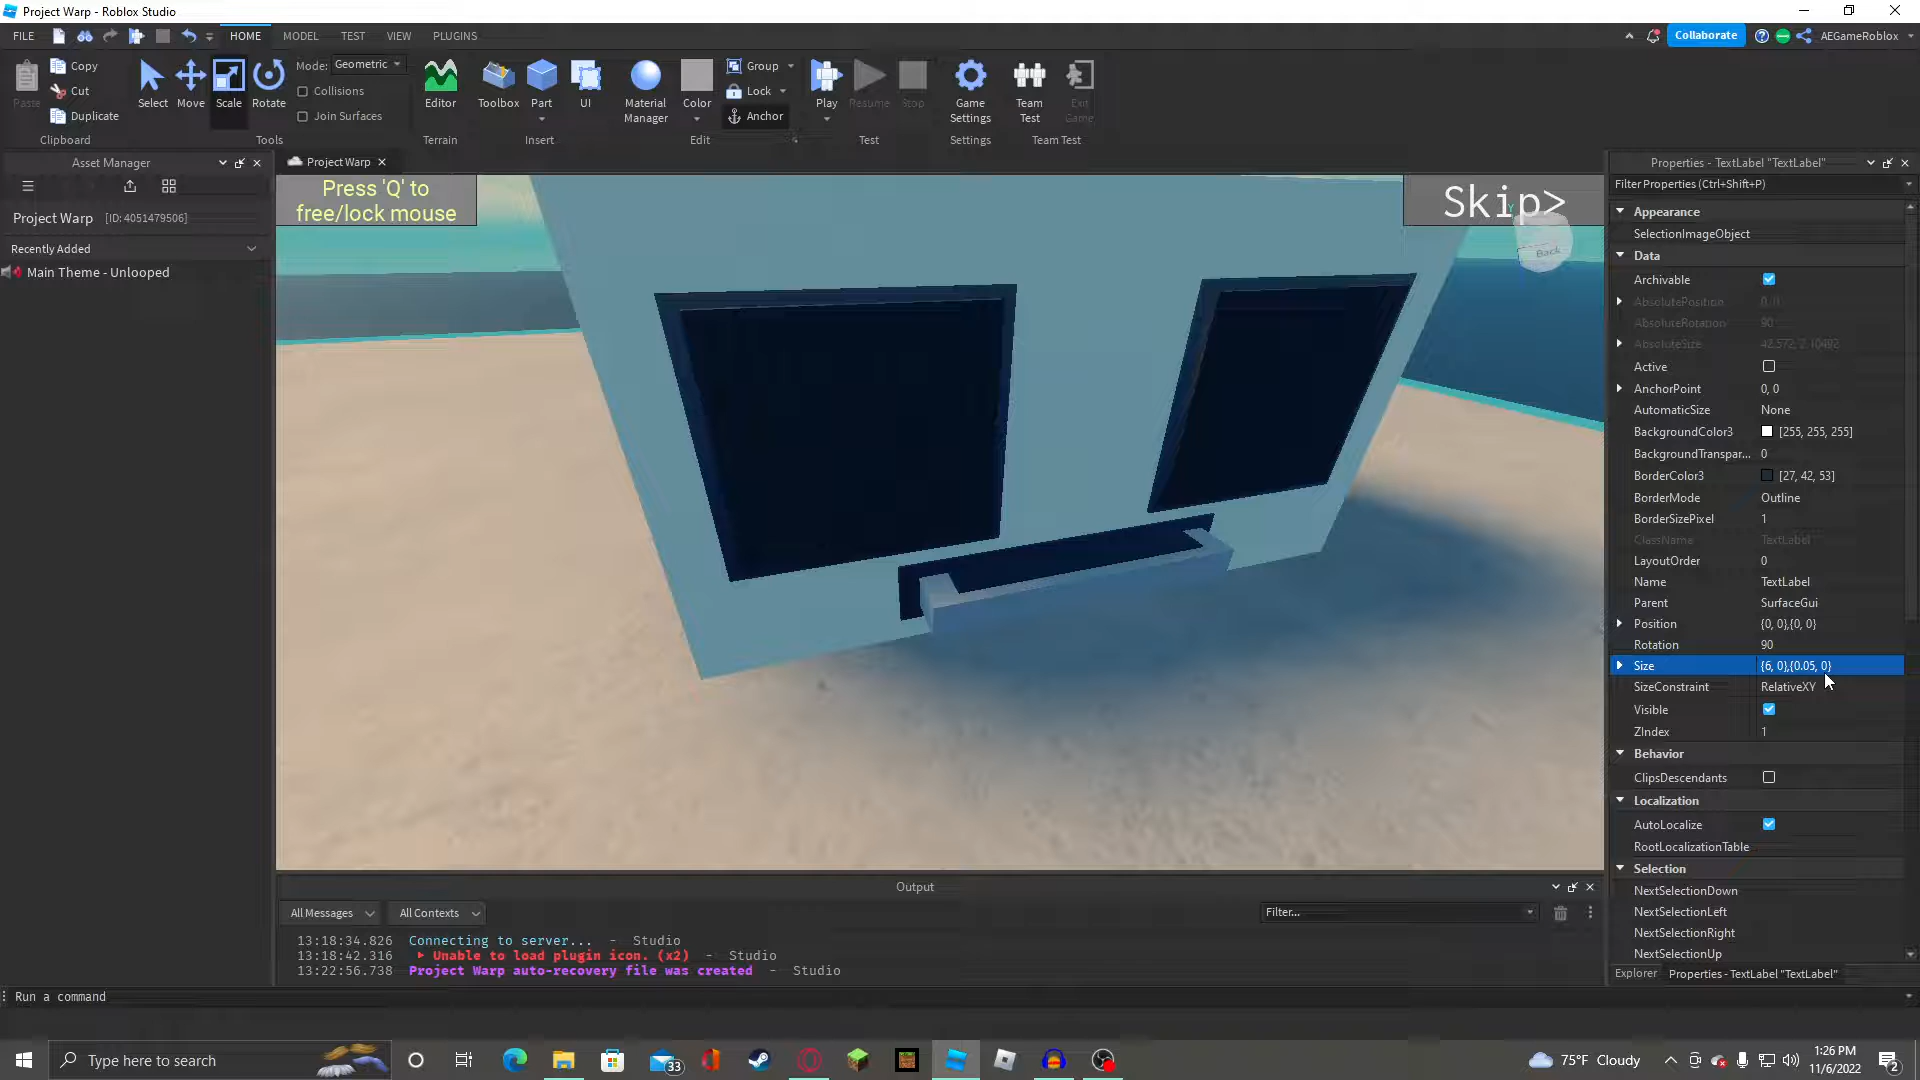 Project Warp - Roblox Studio
FILE HOME MODEL TEST VIEW PLUGINS
Collaborate AEGameRoblox
Paste Copy Cut Duplicate
Clipboard
Select Move Scale Rotate
Mode: Geometric
Collisions
Join Surfaces
Tools
Editor
Terrain
Toolbox Part UI
Insert
Material Manager Color
Group
Lock
Anchor
Edit
Play Resume Stop
Test
Game Settings
Settings
Team Test Exit Game
Team Test
Asset Manager
Project Warp [ID: 4051479506]
Recently Added
Main Theme - Unlooped
Project Warp
Press 'Q' to
free/lock mouse
Skip>
Back
Properties - TextLabel "TextLabel"
Filter Properties (Ctrl+Shift+P)
Appearance
SelectionImageObject
Data
Archivable
AbsolutePosition 0, 0
AbsoluteRotation 90
AbsoluteSize 42.572, 2.10492
Active
AnchorPoint 0, 0
AutomaticSize None
BackgroundColor3 [255, 255, 255]
BackgroundTranspar... 0
BorderColor3 [27, 42, 53]
BorderMode Outline
BorderSizePixel 1
ClassName TextLabel
LayoutOrder 0
Name TextLabel
Parent SurfaceGui
Position {0, 0},{0, 0}
Rotation 90
Size {6, 0},{0.05, 0}
SizeConstraint RelativeXY
Visible
ZIndex 1
Behavior
ClipsDescendants
Localization
AutoLocalize
RootLocalizationTable
Selection
NextSelectionDown
NextSelectionLeft
NextSelectionRight
NextSelectionUp
Explorer Properties - TextLabel "TextLabel"
Output
All Messages All Contexts Filter...
13:18:34.826 Connecting to server... - Studio
13:18:42.316 Unable to load plugin icon. (x2) - Studio
13:22:56.738 Project Warp auto-recovery file was created - Studio
Run a command
Type here to search
33
75°F Cloudy
1:26 PM
11/6/2022
2